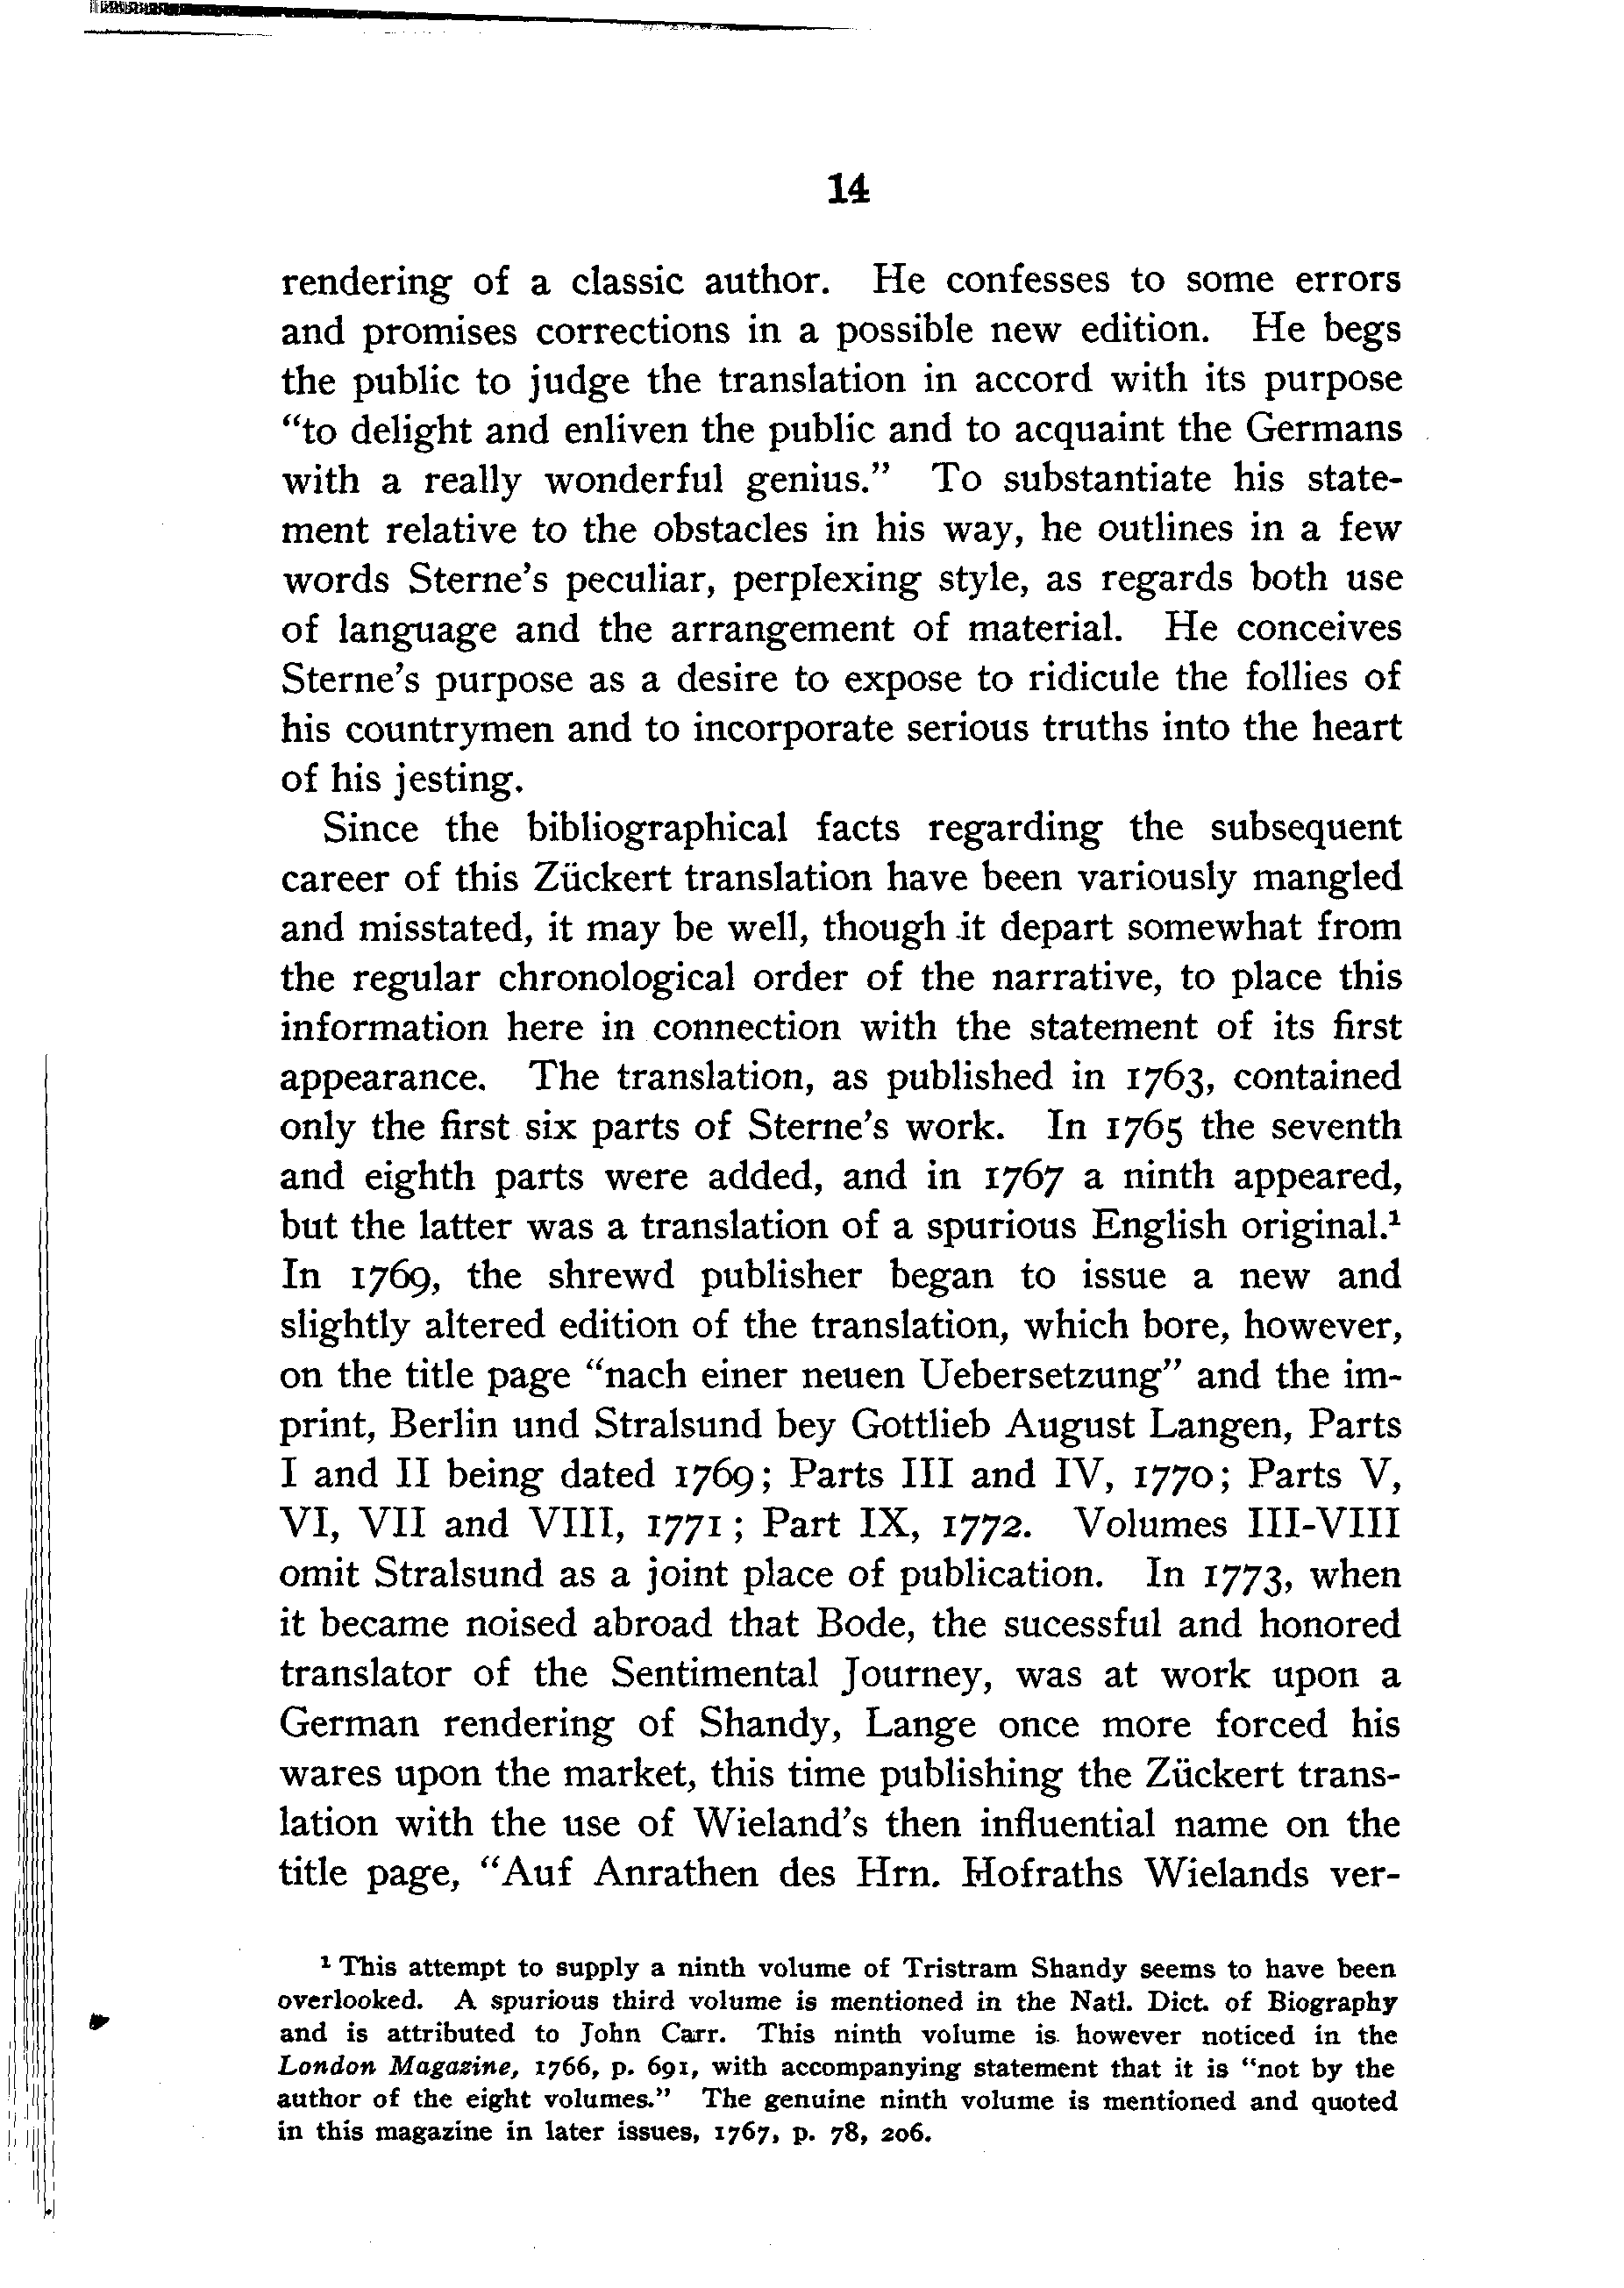 14
rendering of a classic author. He confesses to some errors
and promises corrections in a possible new edition. He begs
the public to judge the translation in accord with its purpose
“to delight and enliven the public and to acquaint the Germans
with a really wonderful genius.” To substantiate his state-
ment relative to the obstacles in his way, he outlines in a few
words Sterne’s peculiar, perplexing style, as regards both use
of language and the arrangement of material. He conceives
Sterne’s purpose as a desire to expose to ridicule the follies of
his countrymen and to incorporate serious truths into the heart
of his jesting.
Since the bibliographical facts regarding the subsequent
career of this Zückert translation have been variously mangled
and misstated, it may be well, though it depart somewhat from
the regular chronological order of the narrative, to place this
information here in connection with the statement of its first
appearance. The translation, as published in 1763, contained
only the first six parts of Sterne’s work. In 1765 the seventh
and eighth parts were added, and in 1767 a ninth appeared,
but the latter was a translation of a spurious English original.¹
In 1769, the shrewd publisher began to issue a new and
slightly altered edition of the translation, which bore, however,
on the title page “nach einer neuen Uebersetzung” and the im-
print, Berlin und Stralsund bey Gottlieb August Langen, Parts
I and II being dated 1769; Parts III and IV, 1770; Parts V,
VI, VII and VIII, 1771; Part IX, 1772. Volumes III-VIII
omit Stralsund as a joint place of publication. In 1773, when
it became noised abroad that Bode, the sucessful and honored
translator of the Sentimental Journey, was at work upon a
German rendering of Shandy, Lange once more forced his
wares upon the market, this time publishing the Zückert trans-
lation with the use of Wieland’s then influential name on the
title page, “Auf Anrathen des Hrn. Hofraths Wielands ver-
¹ This attempt to supply a ninth volume of Tristram Shandy seems to have been
overlooked. A spurious third volume is mentioned in the Natl. Dict. of Biography
and is attributed to John Carr. This ninth volume is however noticed in the
London Magazine, 1766, p. 691, with accompanying statement that it is “not by the
author of the eight volumes.” The genuine ninth volume is mentioned and quoted
in this magazine in later issues, 1767, p. 78, 206.